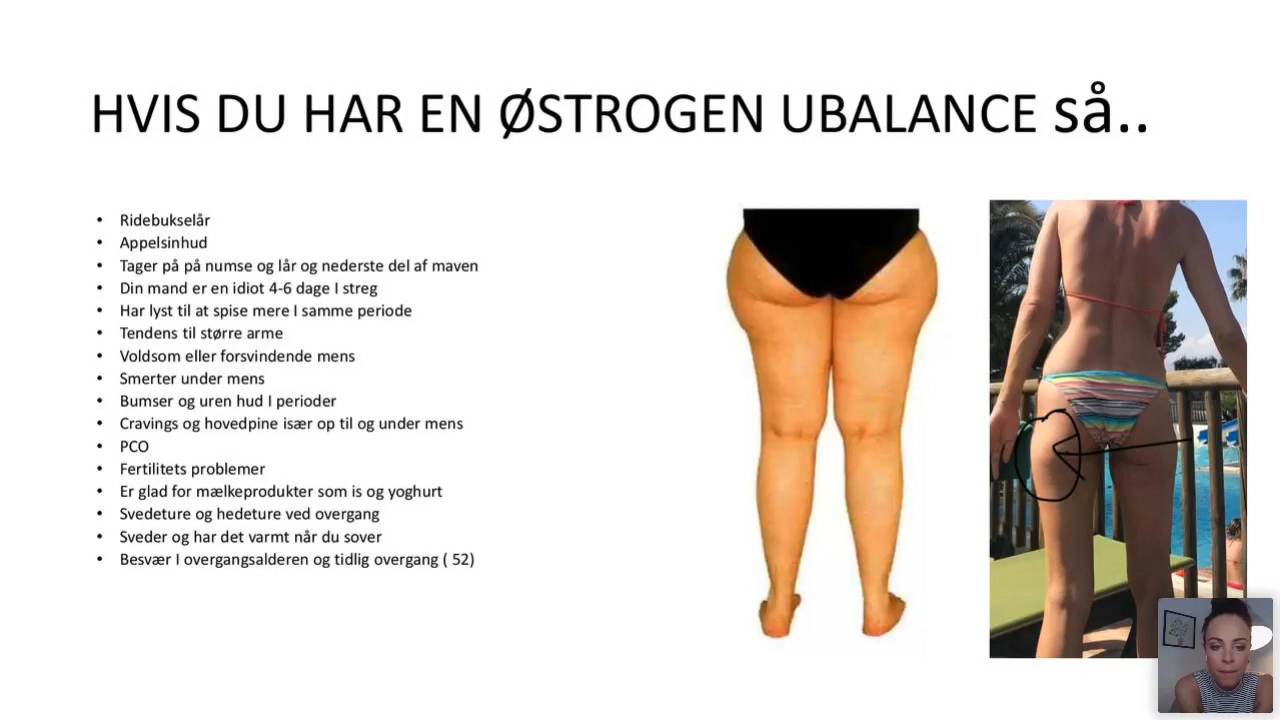 HVIS DU HAR EN ØSTROGEN UBALANCE så..
• Ridebukselår
• Appelsinhud
• Tager på på numse og lår og nederste del af maven
• Din mand er en idiot 4-6 dage I streg
• Har lyst til at spise mere I samme periode
• Tendens til større arme
• Voldsom eller forsvindende mens
• Smerter under mens
• Bumser og uren hud I perioder
• Cravings og hovedpine især op til og under mens
• PCO
• Fertilitets problemer
• Er glad for mælkeprodukter som is og yoghurt
• Svedeture og hedeture ved overgang
• Sveder og har det varmt når du sover
• Besvær I overgangsalderen og tidlig overgang ( 52)